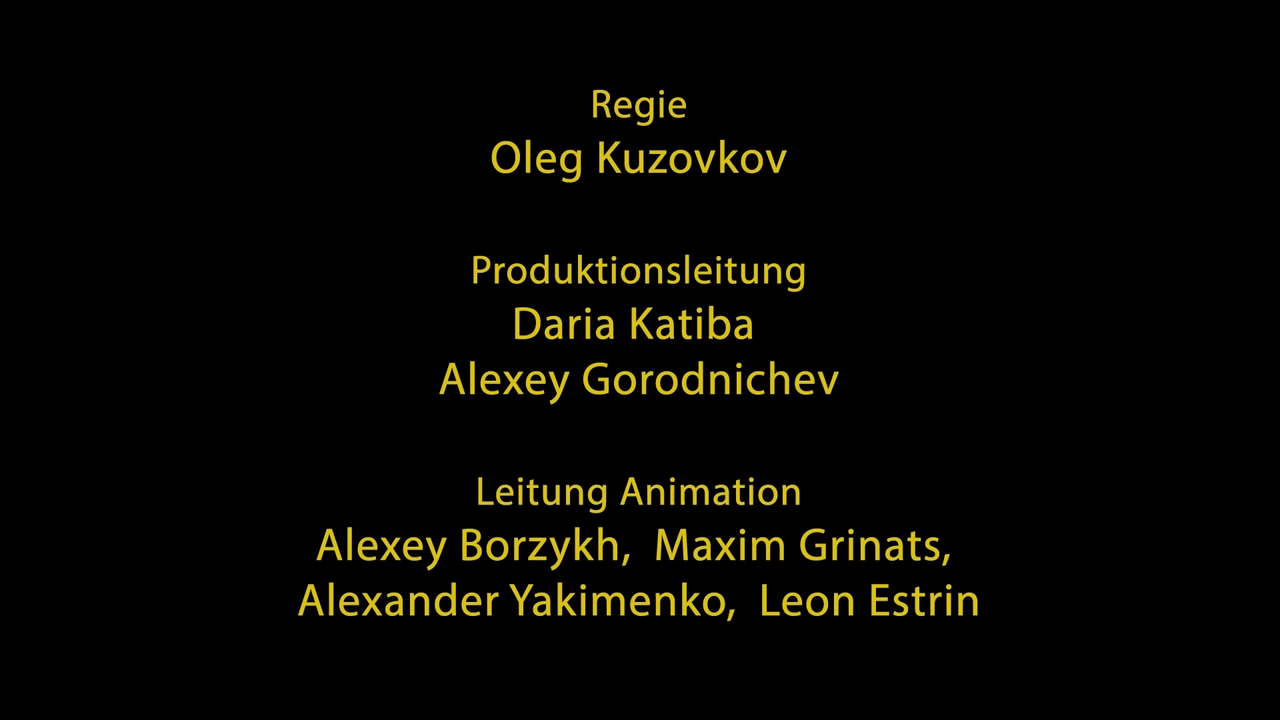 Regie
Oleg Kuzovkov
Produktionsleitung
Daria Katiba
Alexey Gorodnichev
Leitung Animation
Alexey Borzykh, Maxim Grinats,
Alexander Yakimenko, Leon Estrin